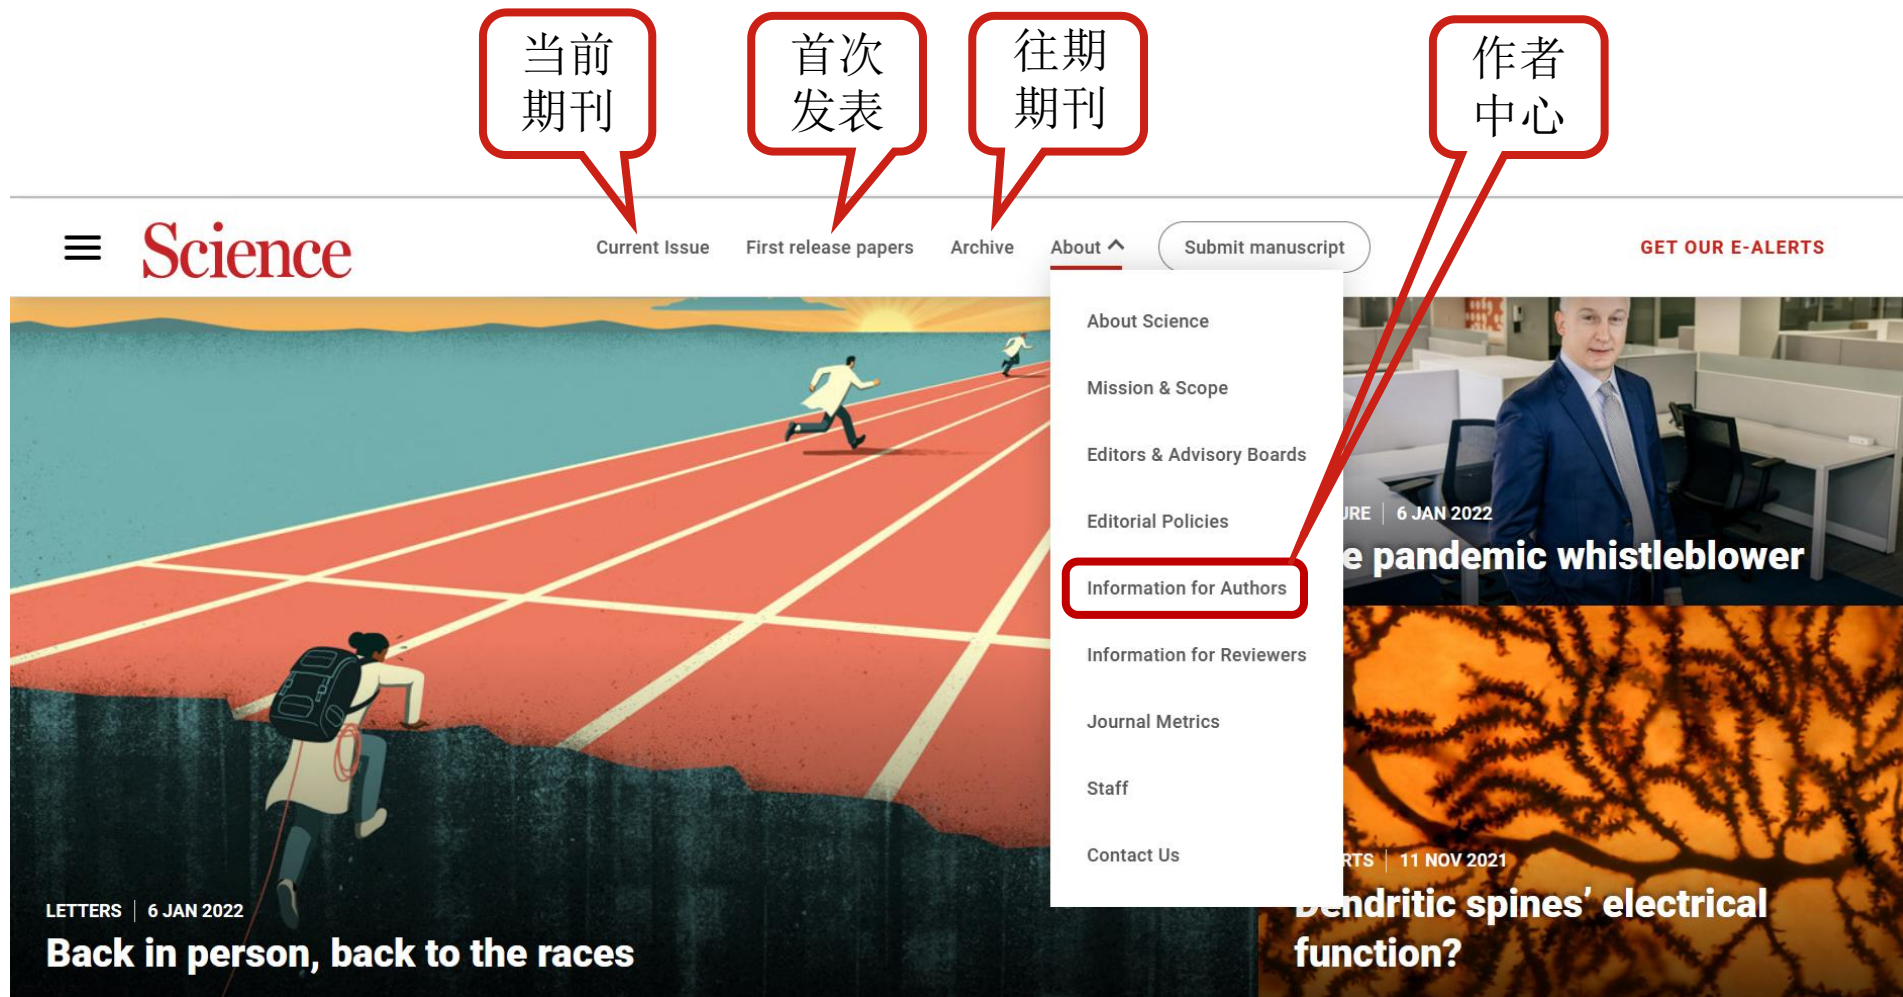 当前
期刊
首次
发表
往期
期刊
作者
中心
Science
Current Issue
First release papers
Archive
About
Submit manuscript
GET OUR E-ALERTS
About Science
Mission & Scope
Editors & Advisory Boards
Editorial Policies
Information for Authors
Information for Reviewers
Journal Metrics
Staff
Contact Us
6 JAN 2022
pandemic whistleblower
11 NOV 2021
Dendritic spines’ electrical
function?
LETTERS | 6 JAN 2022
Back in person, back to the races